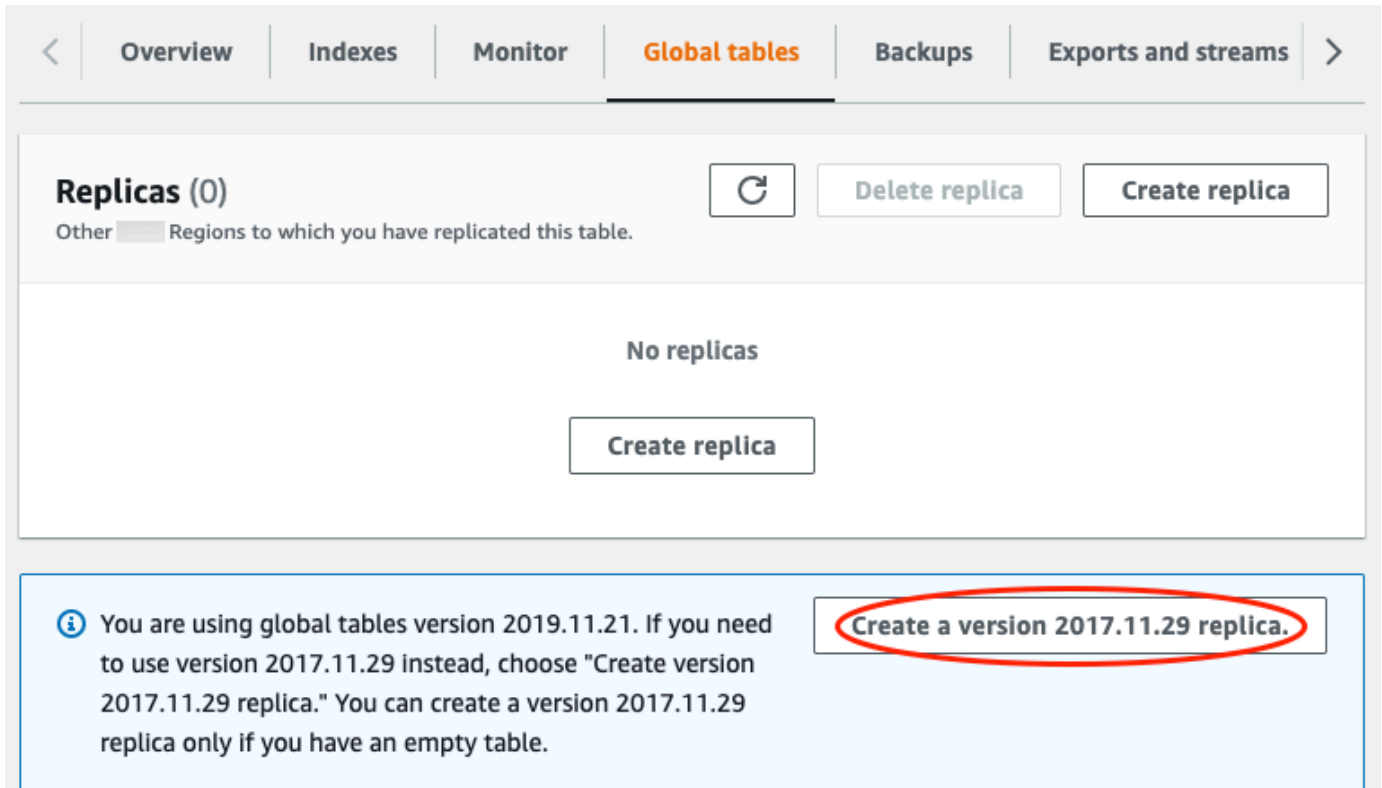 Overview Indexes Monitor Global tables Backups Exports and streams
Replicas (0)
Delete replica
Create replica
Other Regions to which you have replicated this table.
No replicas
Create replica
You are using global tables version 2019.11.21. If you need
to use version 2017.11.29 instead, choose "Create version
2017.11.29 replica." You can create a version 2017.11.29
replica only if you have an empty table.
Create a version 2017.11.29 replica.